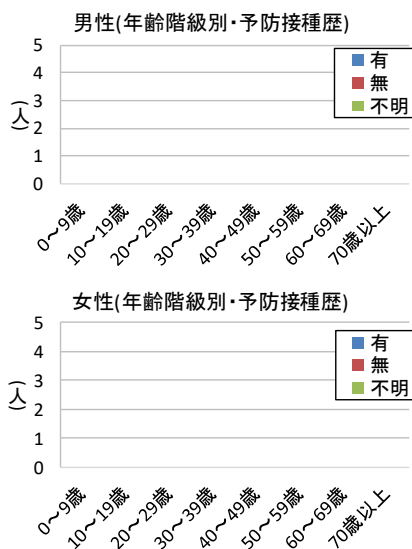 男性(年齢階級別・予防接種歴)
5
4
3
2
1
0
(人)
有
無
不明
0～9歳
10～19歳
20～29歳
30～39歳
40～49歳
50～59歳
60～69歳
70歳以上
女性(年齢階級別・予防接種歴)
5
4
3
2
1
0
(人)
有
無
不明
0～9歳
10～19歳
20～29歳
30～39歳
40～49歳
50～59歳
60～69歳
70歳以上